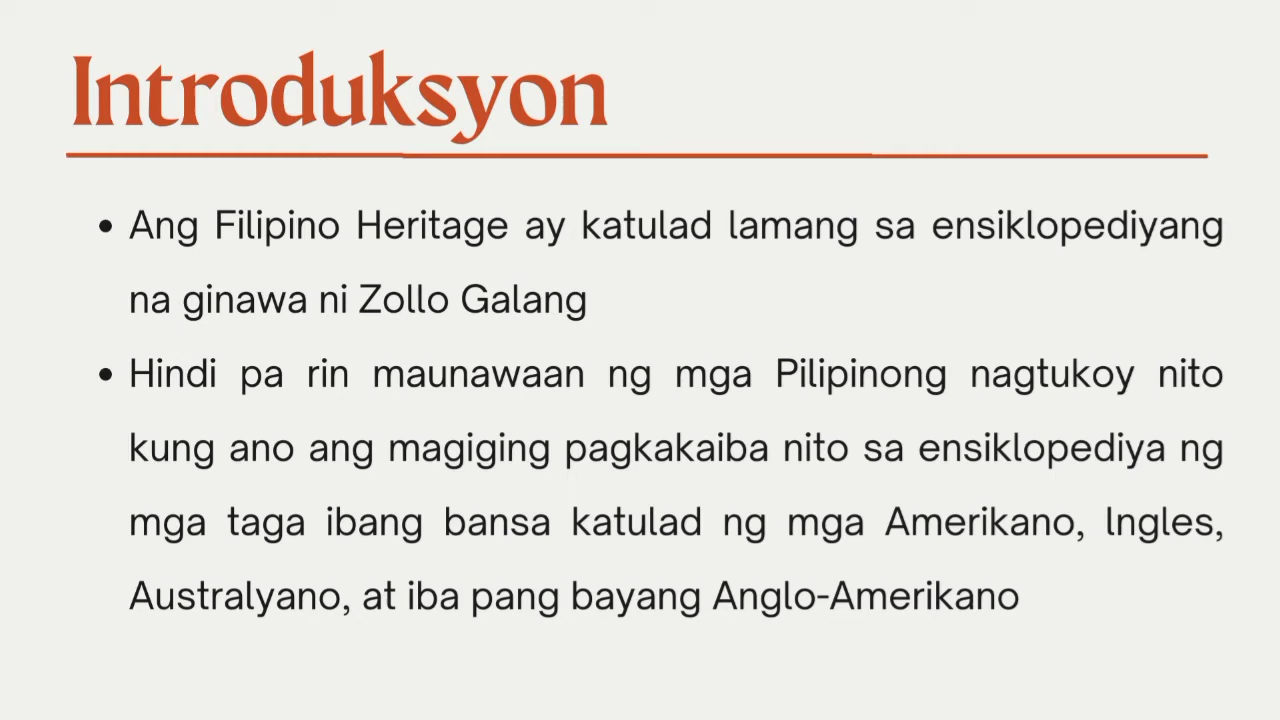 Introduksyon
• Ang Filipino Heritage ay katulad lamang sa ensiklopediyang
na ginawa ni Zollo Galang
• Hindi pa rin maunawaan ng mga Pilipinong nagtukoy nito
kung ano ang magiging pagkakaiba nito sa ensiklopediya ng
mga taga ibang bansa katulad ng mga Amerikano, Ingles,
Australyano, at iba pang bayang Anglo-Amerikano